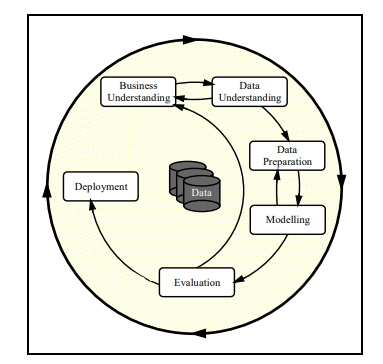 Business
Understanding
Data
Understanding
Data
Preparation
Deployment
Data
Modelling
Evaluation